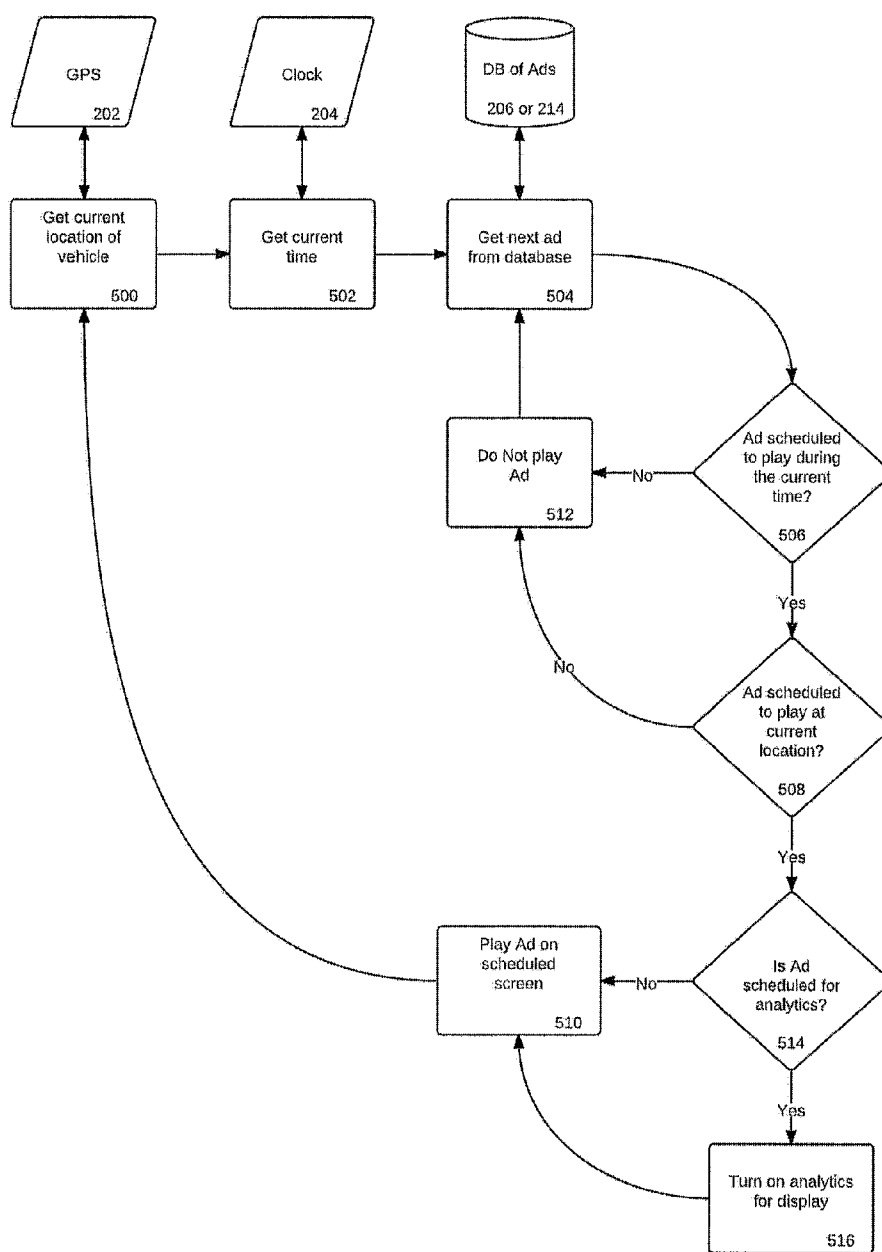 GPS
202
Clock
204
DB of Ads
206 or 214
Get current
location of
vehicle
500
Get current
time
502
Get next ad
from database
504
Ad scheduled
to play during
the current
time?
506
Do Not play
Ad
512
No
Yes
No
Ad scheduled
to play at
current
location?
508
Yes
Play Ad on
scheduled
screen
510
No
Is Ad
scheduled for
analytics?
514
Yes
Turn on analytics
for display
516